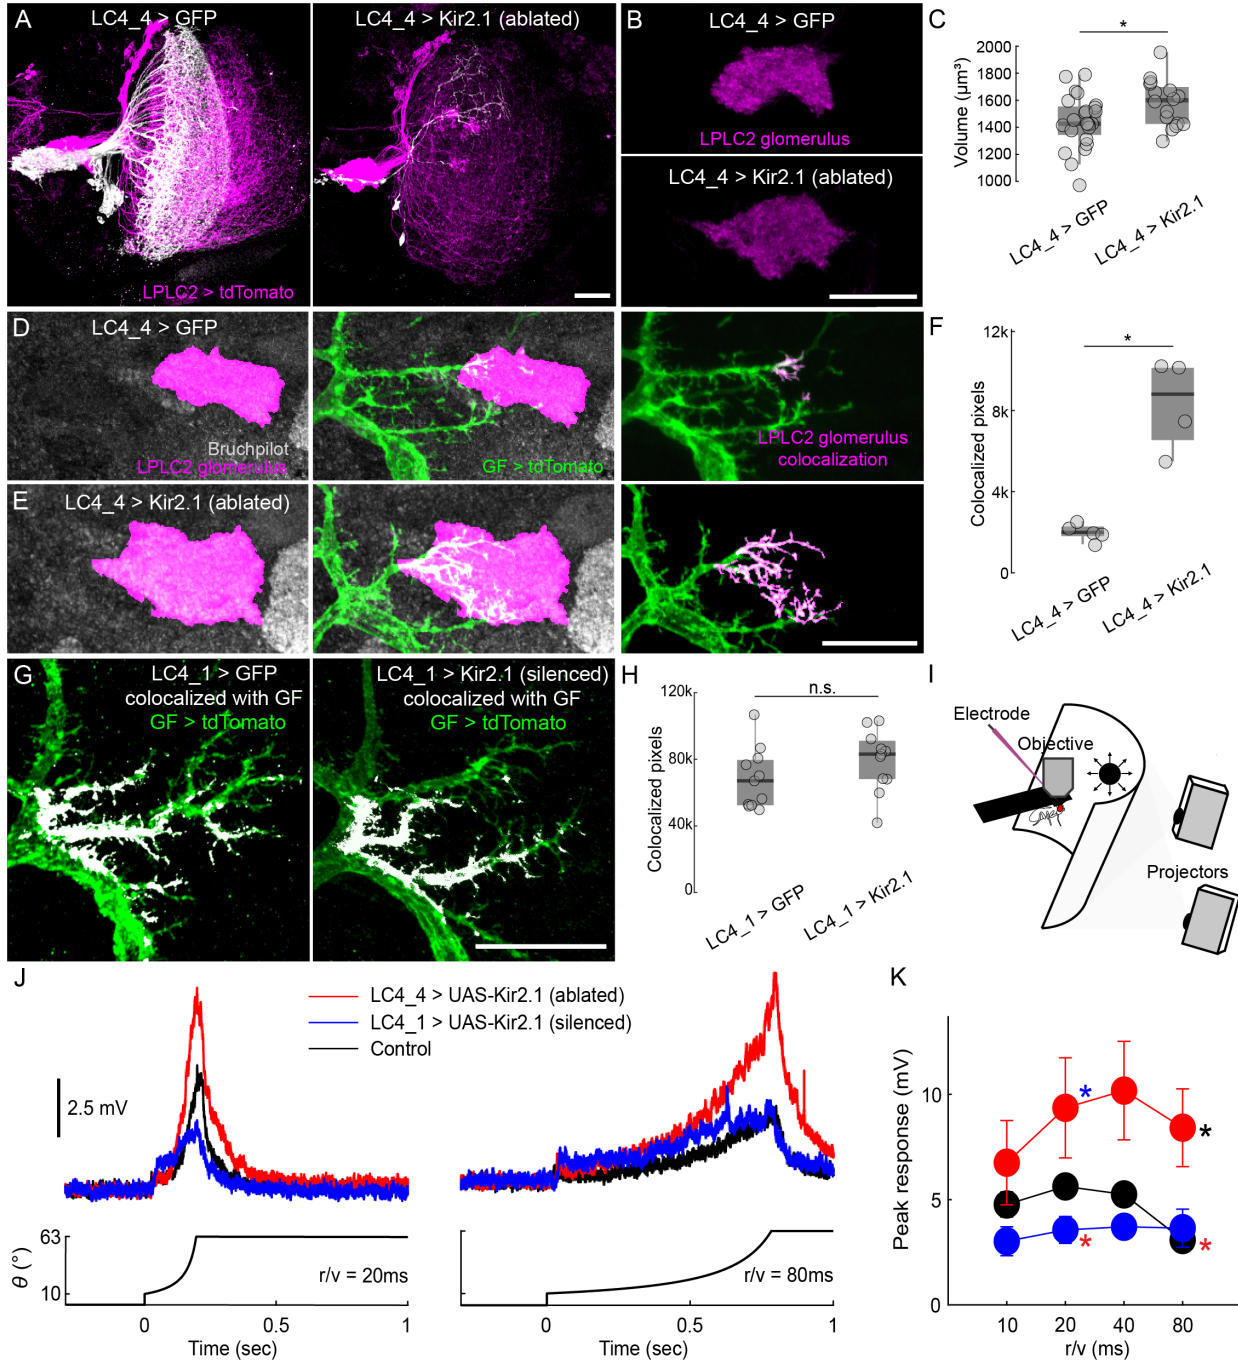 A
LC4_4 > GFP
LC4_4 > Kir2.1 (ablated)
LPLC2 > tdTomato
B
LC4_4 > GFP
LPLC2 glomerulus
LC4_4 > Kir2.1 (ablated)
C
*
Volume (µm³)
2000
1800
1600
1400
1200
1000
LC4_4 > GFP
LC4_4 > Kir2.1
D
LC4_4 > GFP
Bruchpilot
LPLC2 glomerulus
GF > tdTomato
LPLC2 glomerulus
colocalization
E
LC4_4 > Kir2.1 (ablated)
F
*
Colocalized pixels
12k
8k
4k
0
LC4_4 > GFP
LC4_4 > Kir2.1
G
LC4_1 > GFP
colocalized with GF
GF > tdTomato
LC4_1 > Kir2.1 (silenced)
colocalized with GF
GF > tdTomato
H
n.s.
Colocalized pixels
120k
80k
40k
0
LC4_1 > GFP
LC4_1 > Kir2.1
I
Electrode
Objective
Projectors
J
LC4_4 > UAS-Kir2.1 (ablated)
LC4_1 > UAS-Kir2.1 (silenced)
Control
2.5 mV
θ (°)
63
10
r/v = 20ms
r/v = 80ms
0
0.5
1
0
0.5
1
Time (sec)
Time (sec)
K
Peak response (mV)
10
5
0
*
*
*
*
10
20
40
80
r/v (ms)